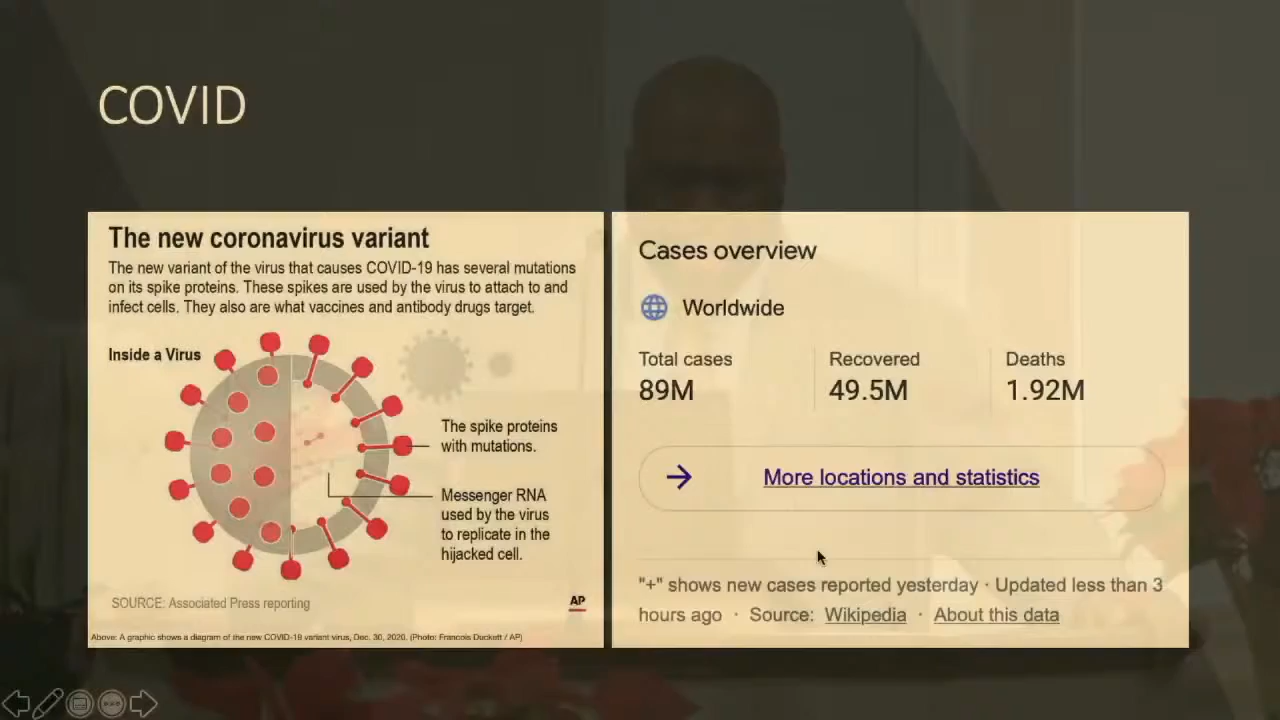 COVID
The new coronavirus variant
The new variant of the virus that causes COVID-19 has several mutations
on its spike proteins. These spikes are used by the virus to attach to and
infect cells. They also are what vaccines and antibody drugs target.
Inside a Virus
The spike proteins
with mutations.
Messenger RNA
used by the virus
to replicate in the
hijacked cell.
SOURCE: Associated Press reporting
AP
Above: A graphic shows a diagram of the new COVID-19 variant virus, Dec. 30, 2020. (Photo: Francois Duckett / AP)
Cases overview
Worldwide
Total cases Recovered Deaths
89M 49.5M 1.92M
More locations and statistics
"+" shows new cases reported yesterday · Updated less than 3
hours ago · Source: Wikipedia · About this data